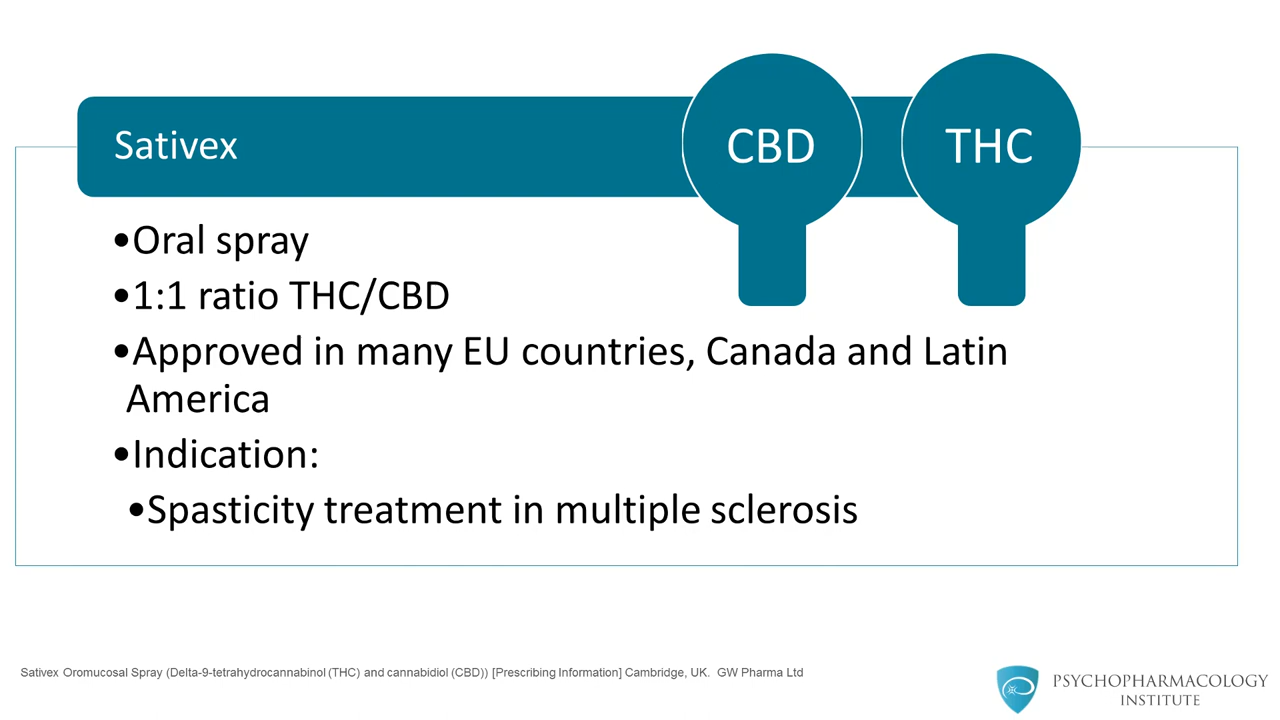 Sativex
CBD
THC
•Oral spray
•1:1 ratio THC/CBD
•Approved in many EU countries, Canada and Latin
America
•Indication:
•Spasticity treatment in multiple sclerosis
Sativex Oromucosal Spray (Delta-9-tetrahydrocannabinol (THC) and cannabidiol (CBD)) [Prescribing Information] Cambridge, UK. GW Pharma Ltd
PSYCHOPHARMACOLOGY
INSTITUTE